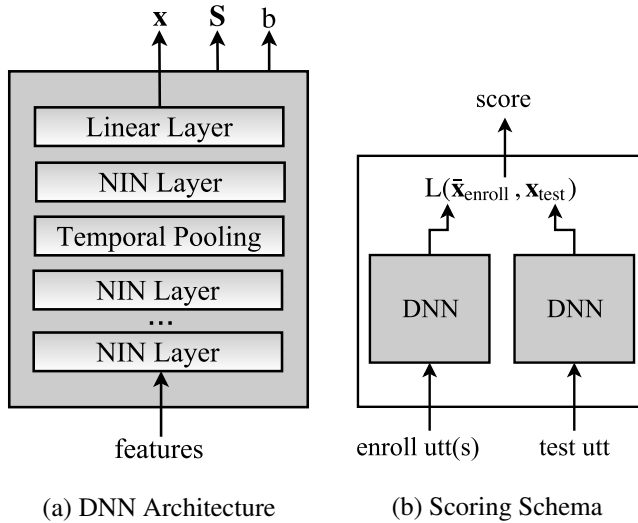 x S b
Linear Layer
NIN Layer
Temporal Pooling
NIN Layer
...
NIN Layer
features
(a) DNN Architecture
score
L(x̄enroll , xtest)
DNN DNN
enroll utt(s) test utt
(b) Scoring Schema